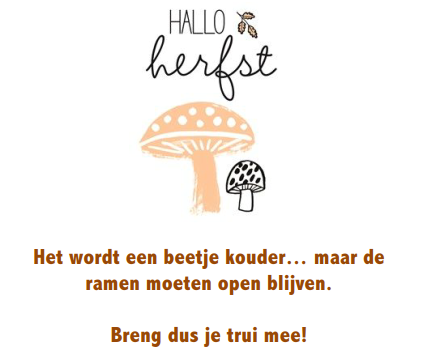 HALLO
herfst
Het wordt een beetje kouder... maar de
ramen moeten open blijven.
Breng dus je trui mee!